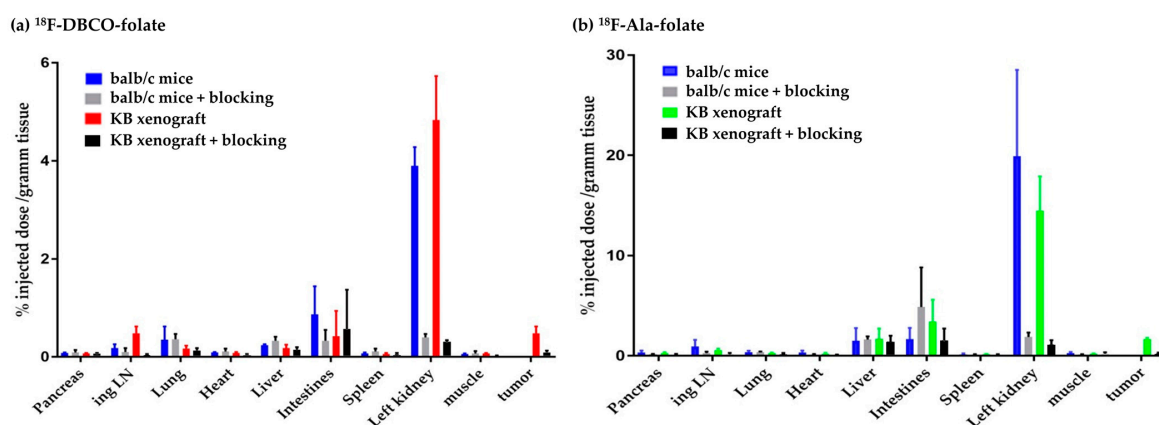 (a) ¹⁸F-DBCO-folate
% injected dose /gramm tissue
6
4
2
0
balb/c mice
balb/c mice + blocking
KB xenograft
KB xenograft + blocking
Pancreas
ing LN
Lung
Heart
Liver
Intestines
Spleen
Left kidney
muscle
tumor
(b) ¹⁸F-Ala-folate
% injected dose /gramm tissue
30
20
10
0
balb/c mice
balb/c mice + blocking
KB xenograft
KB xenograft + blocking
Pancreas
ing LN
Lung
Heart
Liver
Intestines
Spleen
Left kidney
muscle
tumor